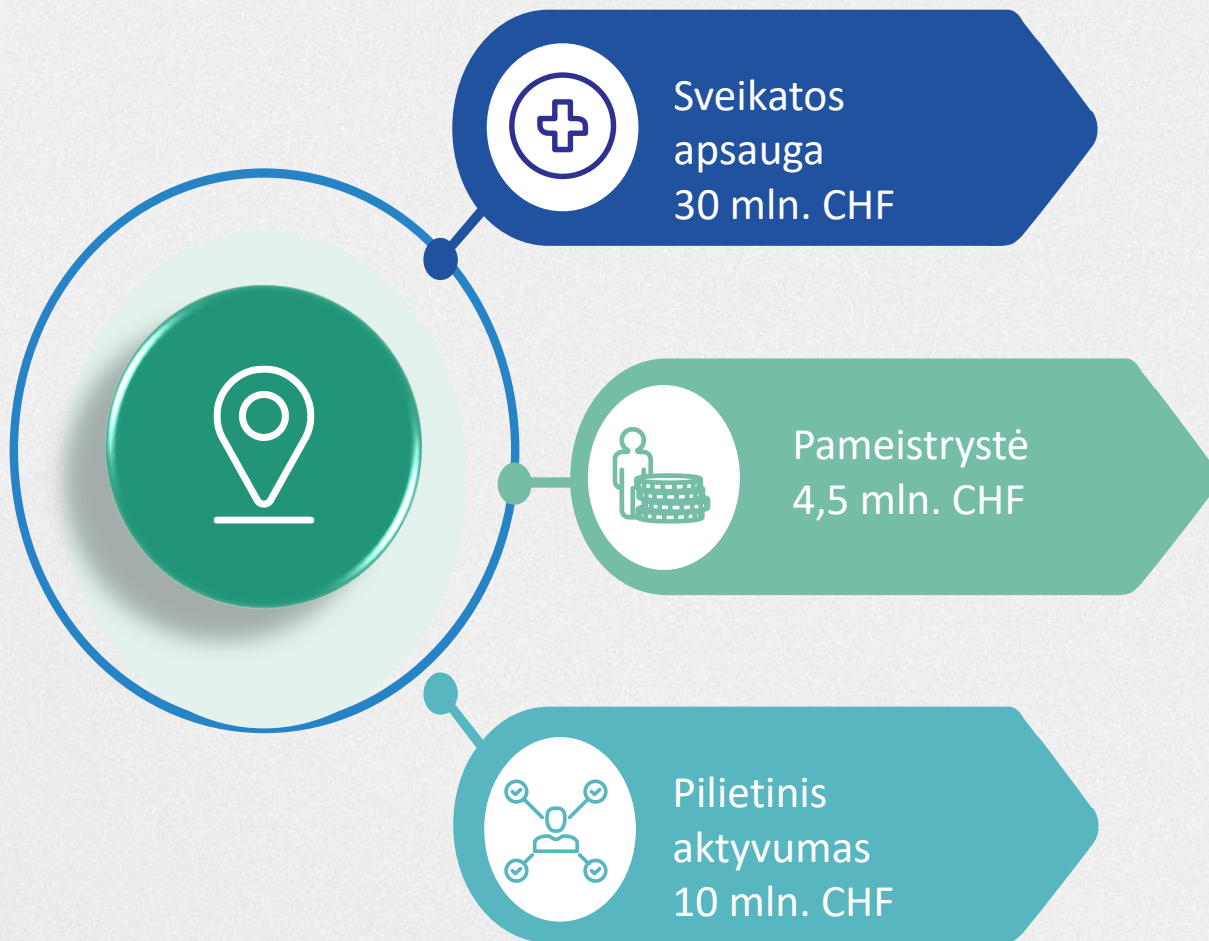 Sveikatos
apsauga
30 mln. CHF
Pameistrystė
4,5 mln. CHF
Pilietinis
aktyvumas
10 mln. CHF